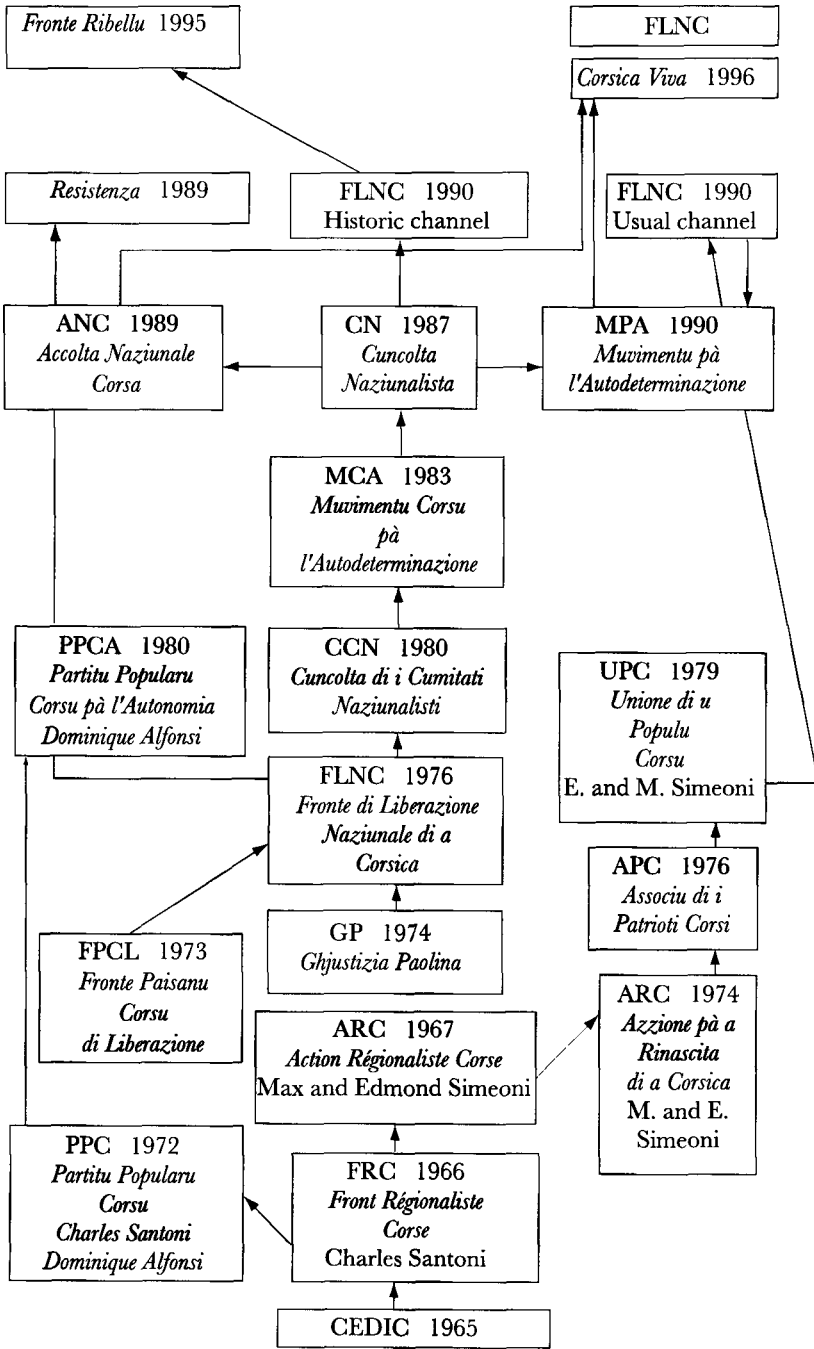 Fronte Ribellu 1995
FLNC
Corsica Viva 1996
Resistenza 1989
FLNC 1990
Historic channel
FLNC 1990
Usual channel
ANC 1989
Accolta Naziunale
Corsa
CN 1987
Cuncolta
Naziunalista
MPA 1990
Muvimentu pà
l'Autodeterminazione
MCA 1983
Muvimentu Corsu
pà
l'Autodeterminazione
PPCA 1980
Partitu Popularu
Corsu pà l'Autonomia
Dominique Alfonsi
CCN 1980
Cuncolta di i Cumitati
Naziunalisti
UPC 1979
Unione di u
Populu
Corsu
E. and M. Simeoni
FLNC 1976
Fronte di Liberazione
Naziunale di a
Corsica
APC 1976
Associu di i
Patrioti Corsi
FPCL 1973
Fronte Paisanu
Corsu
di Liberazione
GP 1974
Ghjustizia Paolina
ARC 1974
Azzione pà a
Rinascita
di a Corsica
M. and E.
Simeoni
ARC 1967
Action Régionaliste Corse
Max and Edmond Simeoni
PPC 1972
Partitu Popularu
Corsu
Charles Santoni
Dominique Alfonsi
FRC 1966
Front Régionaliste
Corse
Charles Santoni
CEDIC 1965